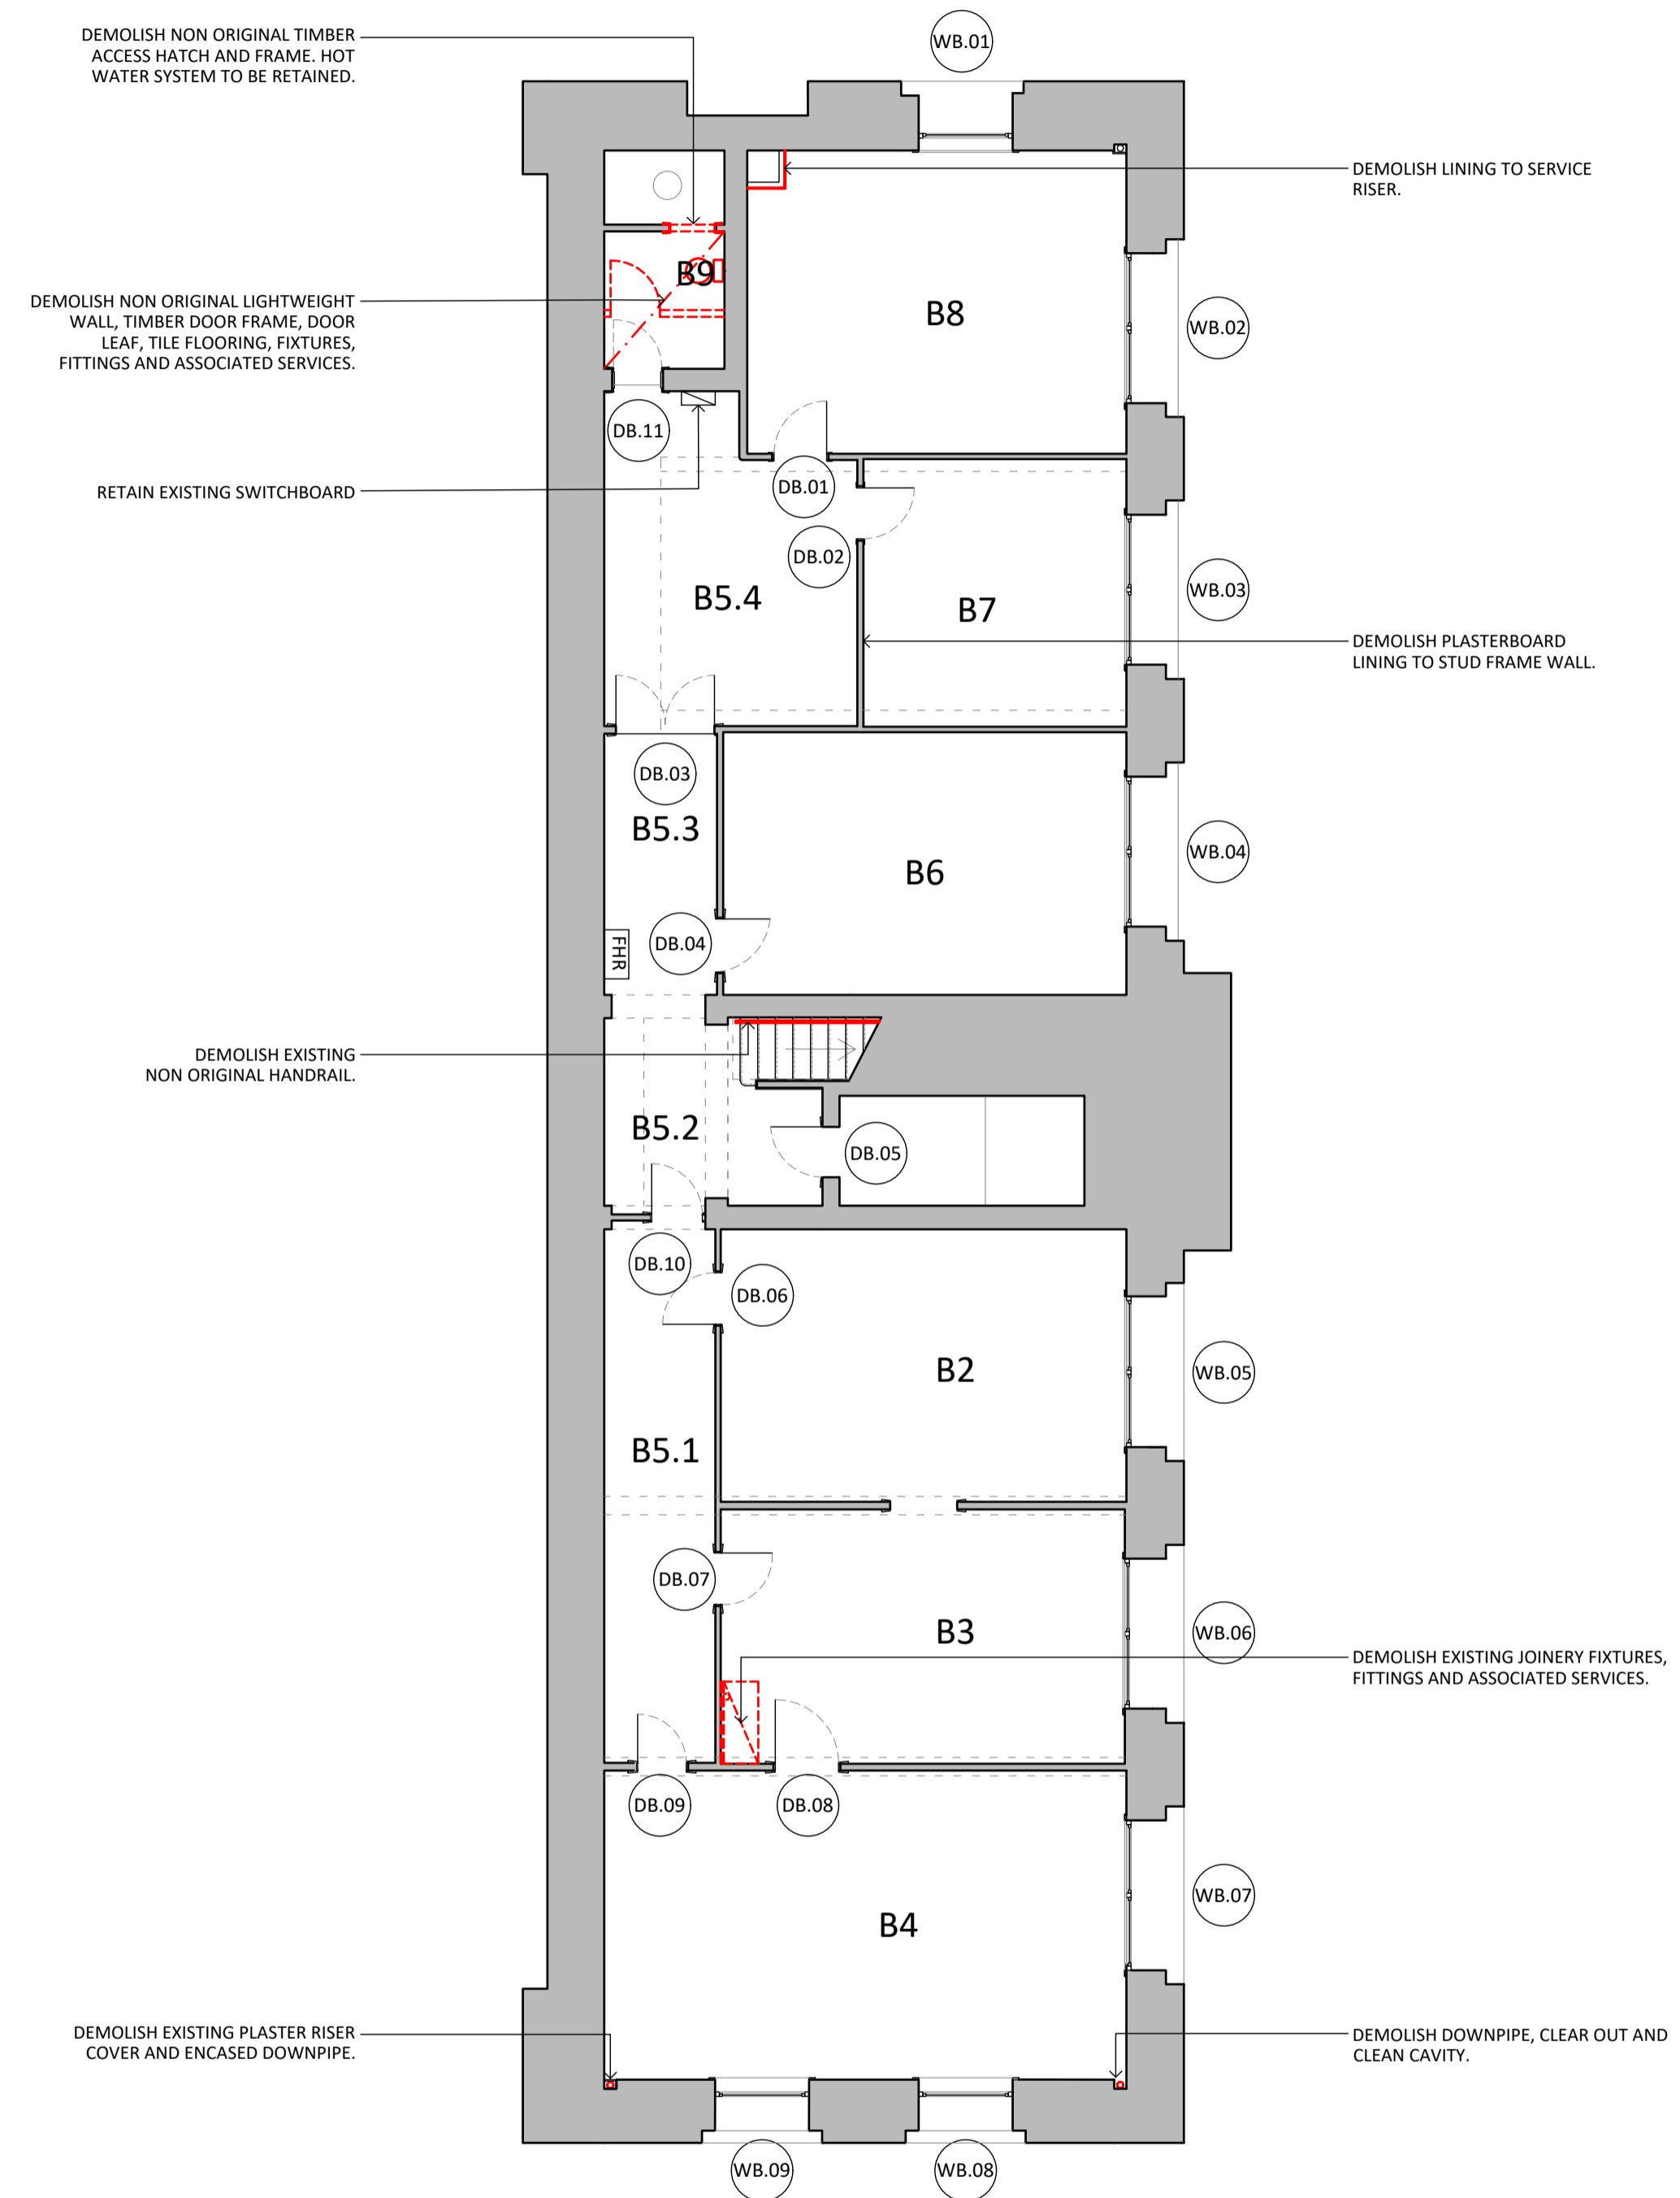 WB.01
DEMOLISH NON ORIGINAL TIMBER
ACCESS HATCH AND FRAME. HOT
WATER SYSTEM TO BE RETAINED.
DEMOLISH LINING TO SERVICE
RISER.
B9
B8
DEMOLISH NON ORIGINAL LIGHTWEIGHT
WALL, TIMBER DOOR FRAME, DOOR
LEAF, TILE FLOORING, FIXTURES,
FITTINGS AND ASSOCIATED SERVICES.
WB.02
DB.11
RETAIN EXISTING SWITCHBOARD
DB.01
DB.02
B5.4
B7
WB.03
DEMOLISH PLASTERBOARD
LINING TO STUD FRAME WALL.
DB.03
B5.3
B6
WB.04
FHR
DB.04
DEMOLISH EXISTING
NON ORIGINAL HANDRAIL.
B5.2
DB.05
DB.10
DB.06
B2
WB.05
B5.1
DB.07
B3
WB.06
DEMOLISH EXISTING JOINERY FIXTURES,
FITTINGS AND ASSOCIATED SERVICES.
DB.09
DB.08
B4
WB.07
DEMOLISH EXISTING PLASTER RISER
COVER AND ENCASED DOWNPIPE.
DEMOLISH DOWNPIPE, CLEAR OUT AND
CLEAN CAVITY.
WB.09
WB.08